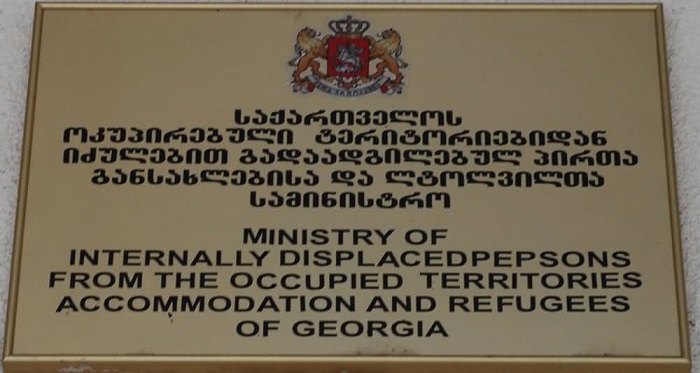 საქართველოს
ოკუპირებული ტერიტორიებიდან
იძულებით გადაადგილებულ პირთა
განსახლებისა და ლტოლვილთა
სამინისტრო
MINISTRY OF
INTERNALLY DISPLACEDPEPSONS
FROM THE OCCUPIED TERRITORIES
ACCOMMODATION AND REFUGEES
OF GEORGIA